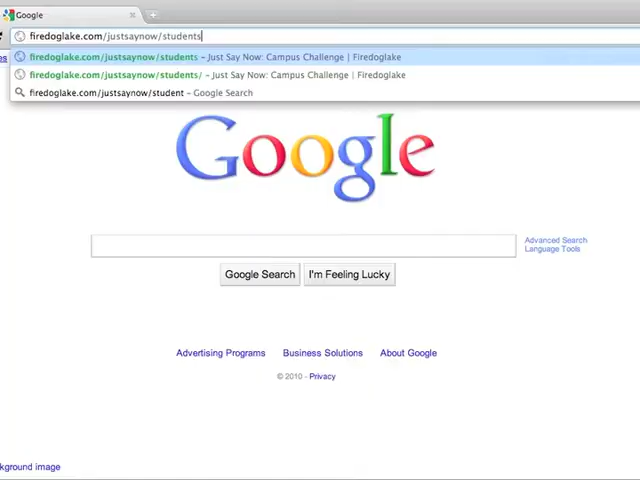 Google
firedoglake.com/justsaynow/students
firedoglake.com/justsaynow/students – Just Say Now: Campus Challenge | Firedoglake
firedoglake.com/justsaynow/students/ – Just Say Now: Campus Challenge | Firedoglake
firedoglake.com/justsaynow/student – Google Search
Google
Advanced Search
Language Tools
Google Search I'm Feeling Lucky
Advertising Programs Business Solutions About Google
© 2010 - Privacy
kground image